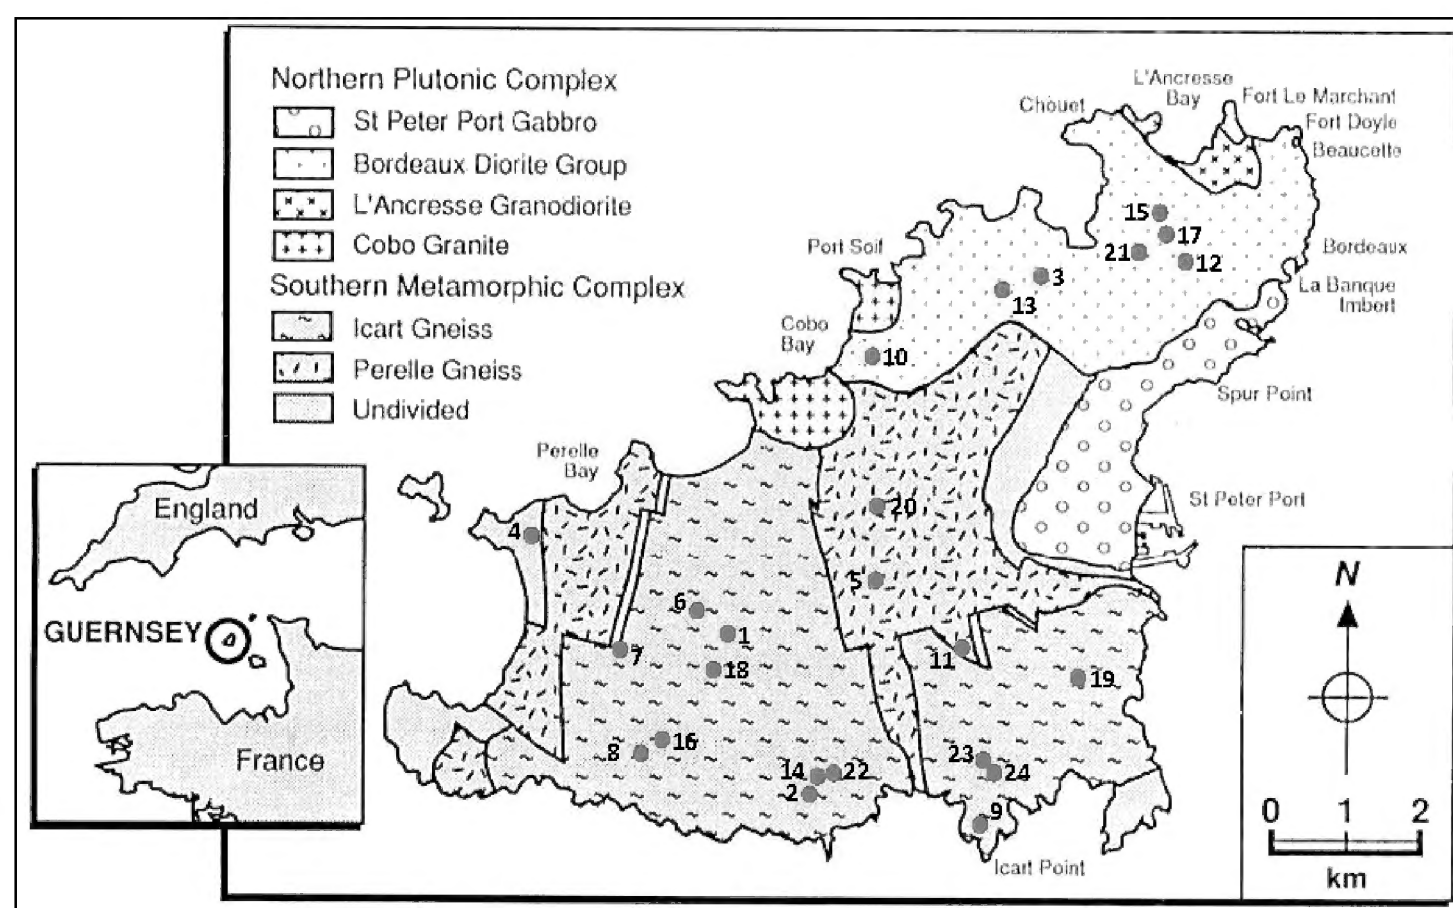 Northern Plutonic Complex
St Peter Port Gabbro
Bordeaux Diorite Group
L'Ancresse Granodiorite
Cobo Granite
Southern Metamorphic Complex
Icart Gneiss
Perelle Gneiss
Undivided
L'Ancresse
Bay
Chouet
Fort Le Marchant
Fort Doyle
Beaucette
15
17
21
12
Bordeaux
Port Soif
3
13
La Banque
Imbert
Cobo
Bay
10
Spur Point
Perelle
Bay
St Peter Port
20
4
5
6
1
7
18
11
19
8
16
14
22
2
23
24
9
Icart Point
England
GUERNSEY
France
N
0 1 2
km